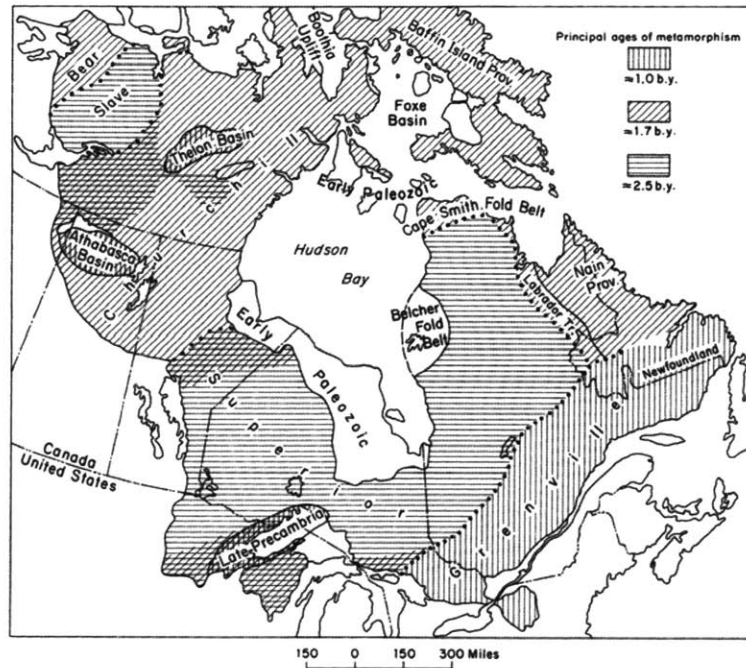 Principal ages of metamorphism
≈1.0 b.y.
≈1.7 b.y.
≈2.5 b.y.
Boothia
Uplift
Baffin Island Prov.
Bear
Slave
Foxe
Basin
Thelon Basin
Churchill
Early Paleozoic
Cape Smith Fold Belt
Athabasca
Basin
Hudson
Bay
Nain
Prov.
Labrador Tr.
Belcher
Fold
Belt
Early
Paleozoic
Newfoundland
Superior
Grenville
Canada
United States
Late Precambria
150 0 150 300 Miles